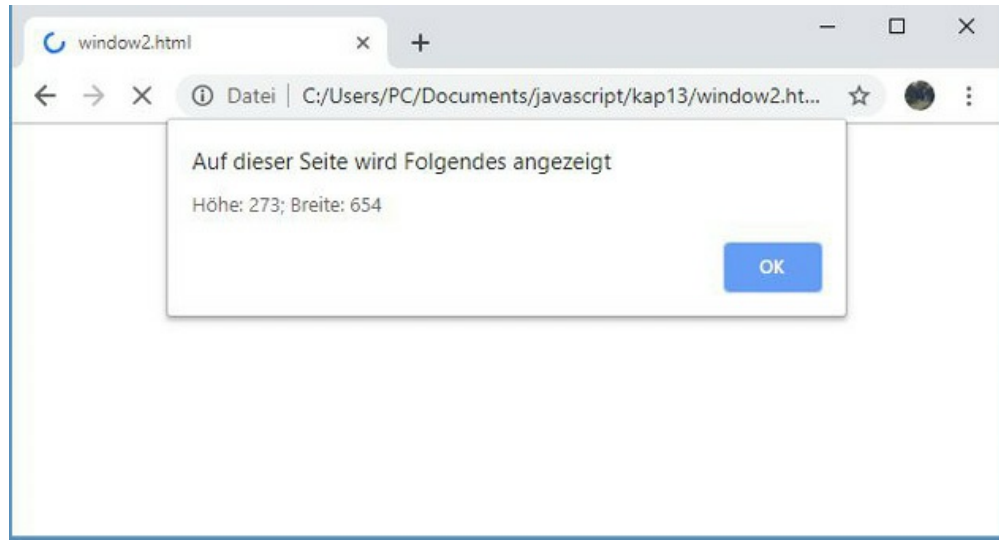 window2.html
Datei | C:/Users/PC/Documents/javascript/kap13/window2.ht...
Auf dieser Seite wird Folgendes angezeigt
Höhe: 273; Breite: 654
OK